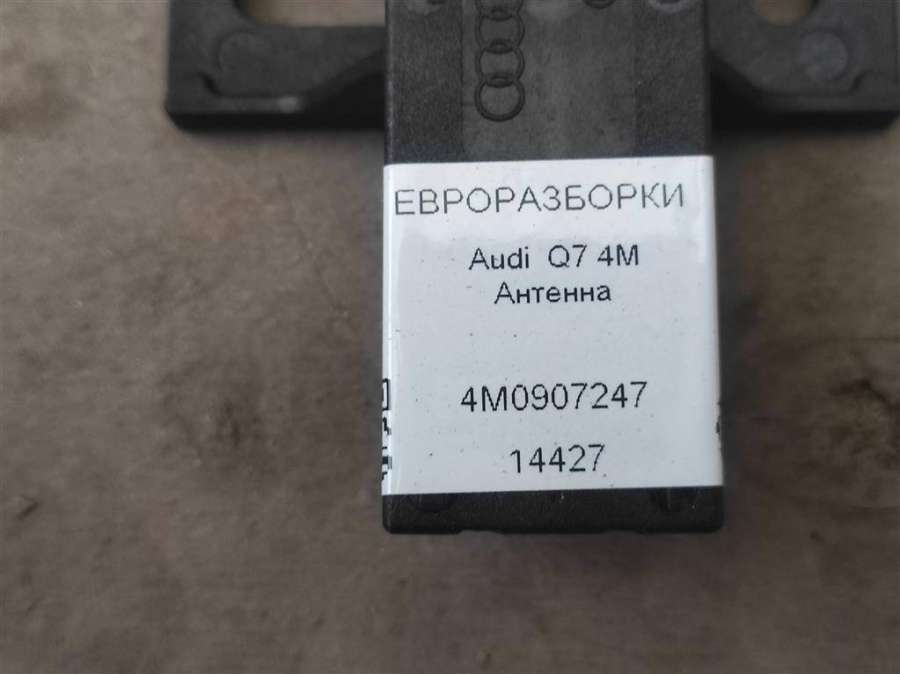 ЕВРОРАЗБОРКИ
Audi Q7 4M
Антенна
4M0907247
14427